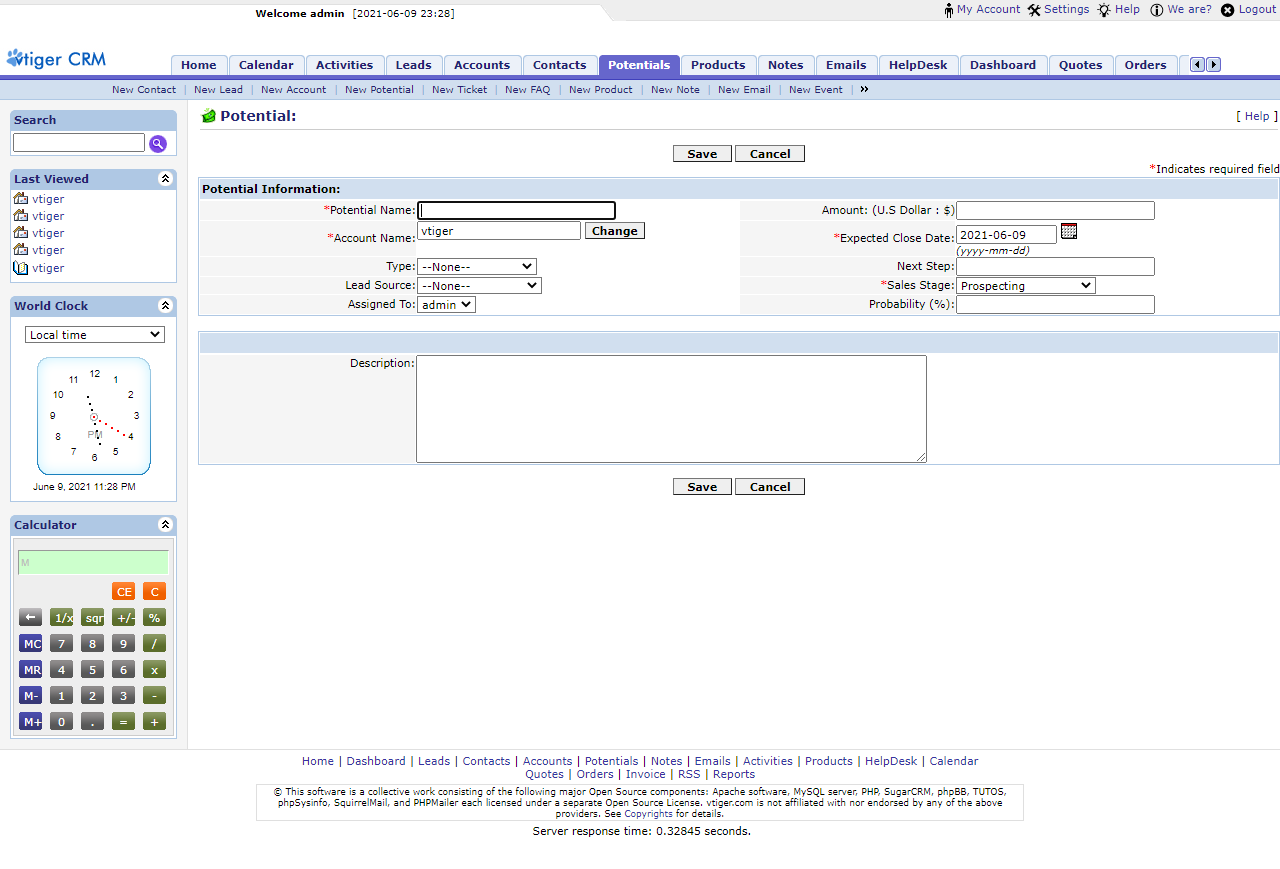 Welcome admin [2021-06-09 23:28]
My Account Settings Help We are? Logout
vtiger CRM
Home Calendar Activities Leads Accounts Contacts Potentials Products Notes Emails HelpDesk Dashboard Quotes Orders
New Contact | New Lead | New Account | New Potential | New Ticket | New FAQ | New Product | New Note | New Email | New Event | »
Search
Last Viewed
vtiger
vtiger
vtiger
vtiger
vtiger
World Clock
Local time
12
11 1
10 2
9 3
PM
8 4
7 5
6
June 9, 2021 11:28 PM
Calculator
M
CE C
← 1/x sqr +/- %
MC 7 8 9 /
MR 4 5 6 x
M- 1 2 3 -
M+ 0 . = +
Potential:
[ Help ]
Save Cancel
*Indicates required field
Potential Information:
*Potential Name: Amount: (U.S Dollar : $)
*Account Name: vtiger Change *Expected Close Date: 2021-06-09
(yyyy-mm-dd)
Type: --None-- Next Step:
Lead Source: --None-- *Sales Stage: Prospecting
Assigned To: admin Probability (%):
Description:
Save Cancel
Home | Dashboard | Leads | Contacts | Accounts | Potentials | Notes | Emails | Activities | Products | HelpDesk | Calendar
Quotes | Orders | Invoice | RSS | Reports
© This software is a collective work consisting of the following major Open Source components: Apache software, MySQL server, PHP, SugarCRM, phpBB, TUTOS,
phpSysinfo, SquirrelMail, and PHPMailer each licensed under a separate Open Source License. vtiger.com is not affiliated with nor endorsed by any of the above
providers. See Copyrights for details.
Server response time: 0.32845 seconds.